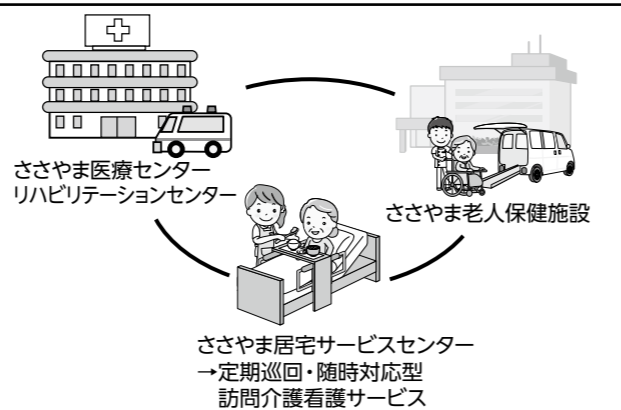 ささやま医療センター
リハビリテーションセンター
ささやま老人保健施設
ささやま居宅サービスセンター
→定期巡回・随時対応型
訪問介護看護サービス